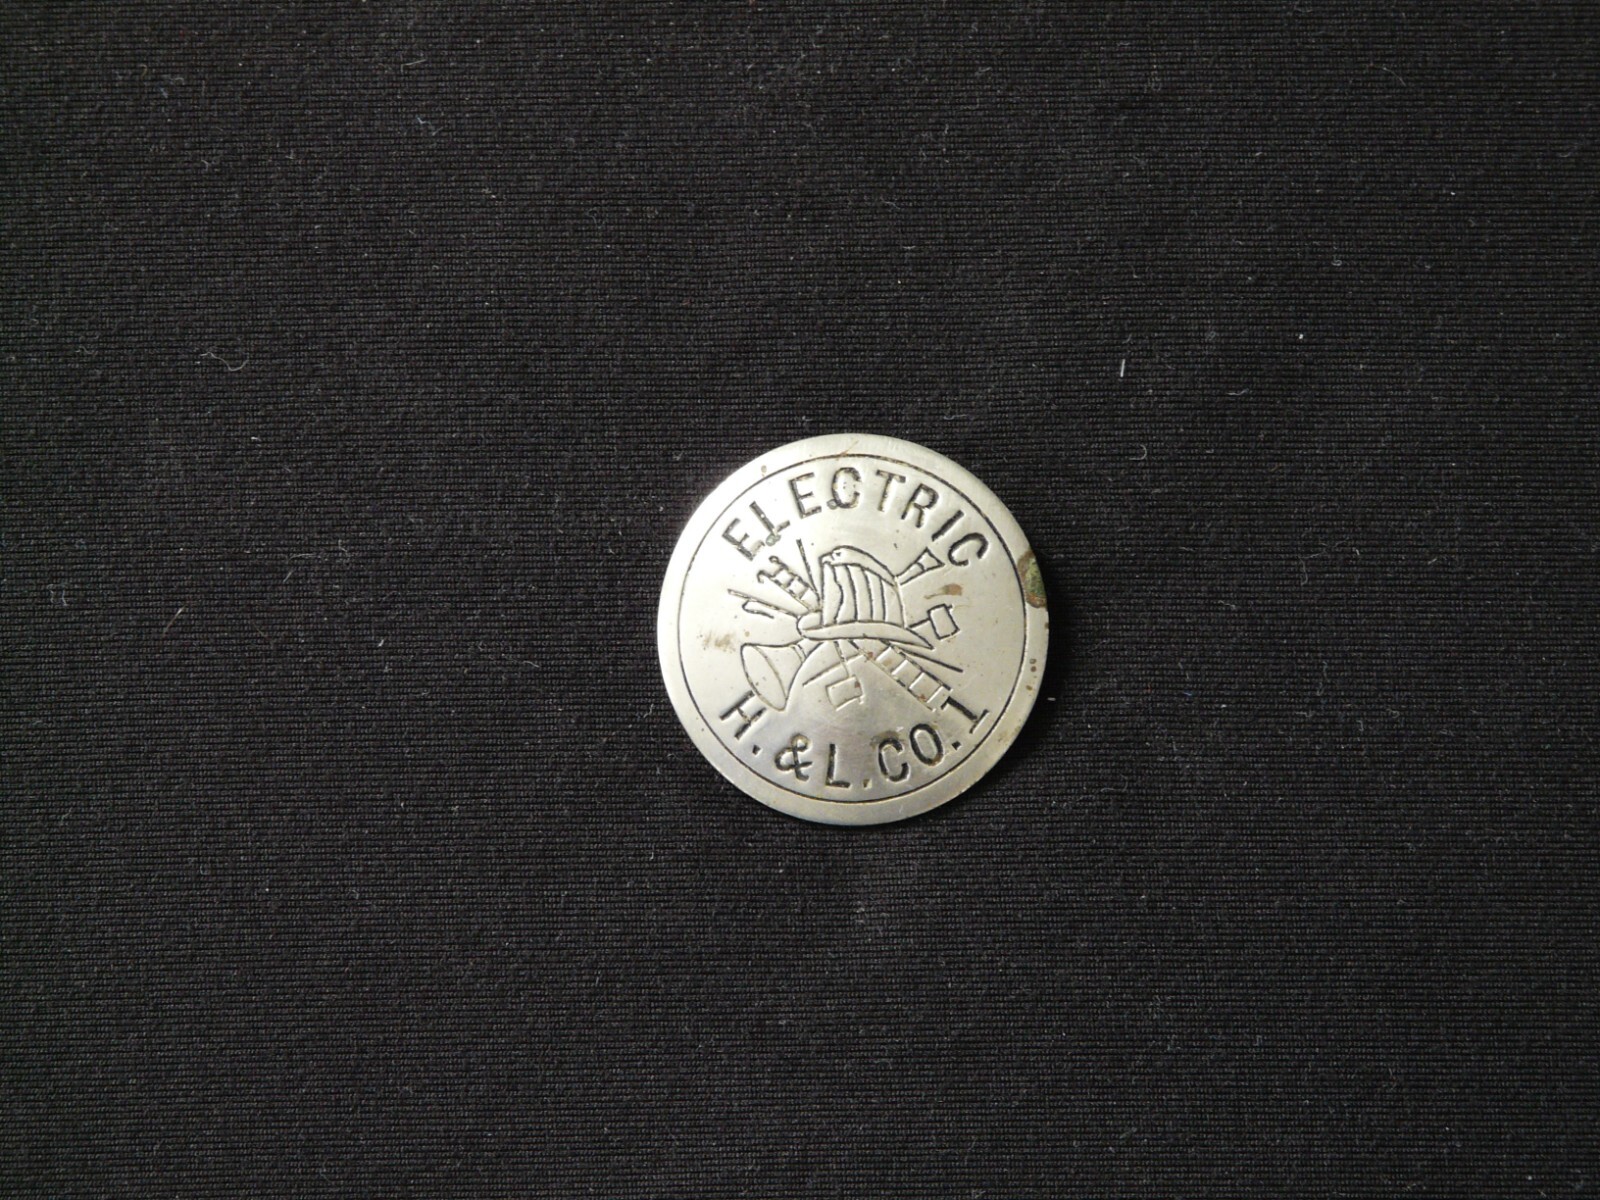 ELECTRIC
H. & L. CO. 1